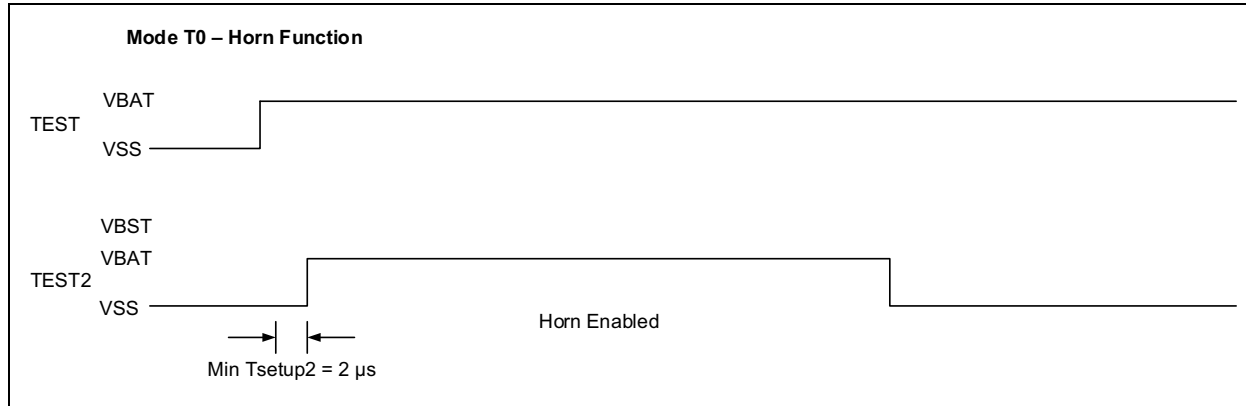 Mode T0 – Horn Function
VBAT
TEST
VSS
VBST
VBAT
TEST2
VSS
Horn Enabled
Min Tsetup2 = 2 µs